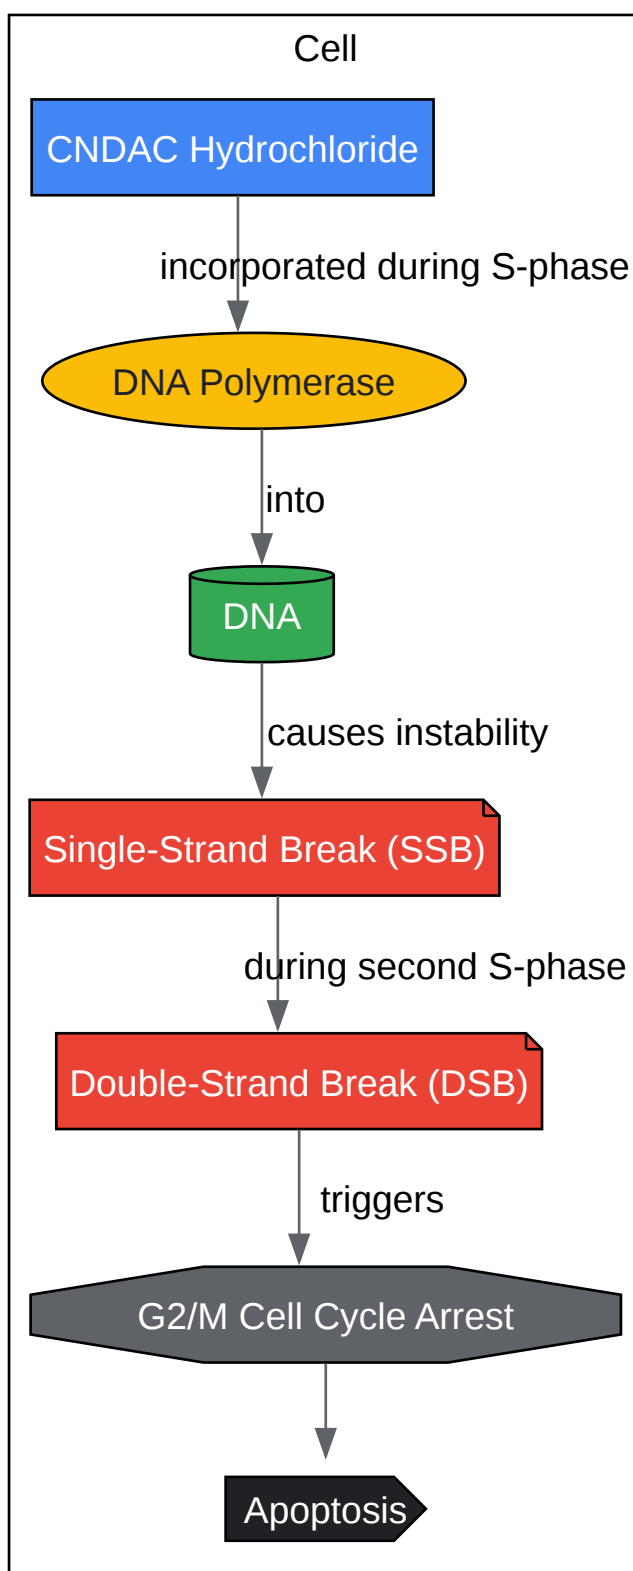 Cell
CNDAC Hydrochloride
incorporated during S-phase
DNA Polymerase
into
DNA
causes instability
Single-Strand Break (SSB)
during second S-phase
Double-Strand Break (DSB)
triggers
G2/M Cell Cycle Arrest
Apoptosis